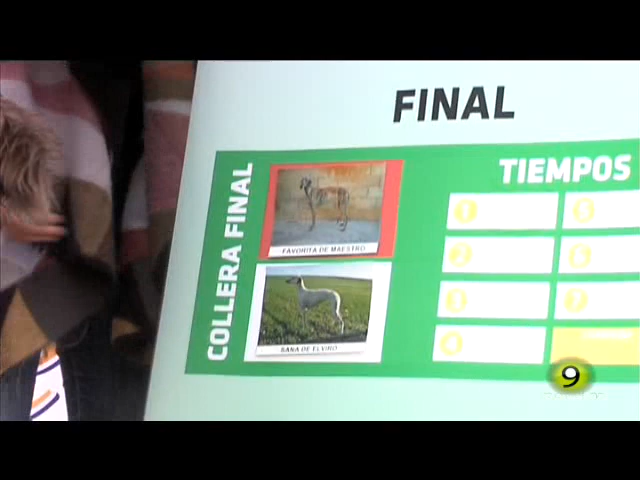 FINAL
COLLERA FINAL
FAVORITA DE MAESTRO
SANA DE ELVIRO
TIEMPOS
1
2
3
4
5
6
7
9